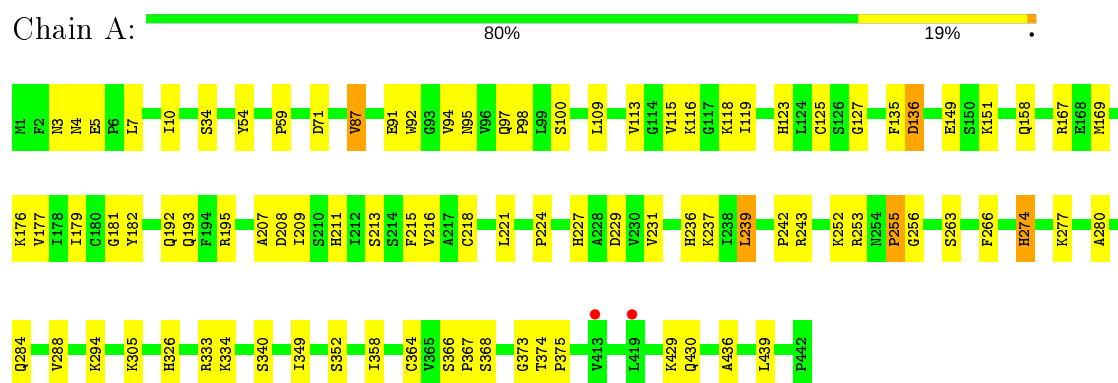 Chain A:
80% 19% •
M1 F2 N3 N4 E5 P6 L7 I10 S34 Y54 P59 D71 V87 E91 W92 G93 V94 N95 V96 Q97 P98 L99 S100 L109 V113 G114 V115 K116 G117 K118 I119 H123 L124 C125 S126 G127 F135 D136 E149 S150 K151 Q158 R167 E168 M169
K176 V177 I178 I179 C180 G181 Y182 Q192 Q193 F194 R195 A207 D208 I209 S210 H211 I212 S213 S214 F215 V216 A217 C218 L221 P224 H227 A228 D229 V230 V231 H236 K237 I238 L239 P242 R243 K252 R253 N254 P255 G256 S263 F266 H274 K277 A280
Q284 V288 K294 K305 H326 R333 K334 S340 I349 S352 I358 C364 V365 S366 P367 S368 G373 T374 P375 V413 L419 K429 Q430 A436 L439 P442